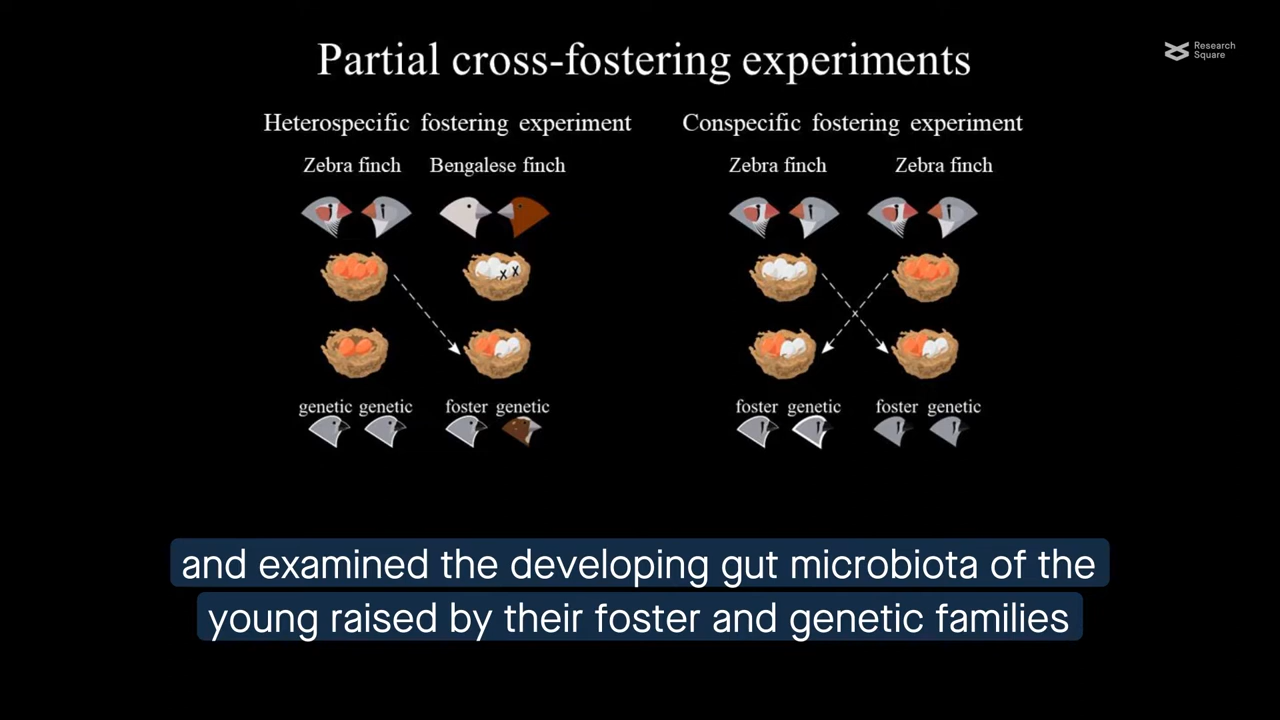 Partial cross-fostering experiments
Research
Square
Heterospecific fostering experiment
Conspecific fostering experiment
Zebra finch
Bengalese finch
Zebra finch
Zebra finch
x x
genetic genetic
foster genetic
foster genetic
foster genetic
and examined the developing gut microbiota of the
young raised by their foster and genetic families